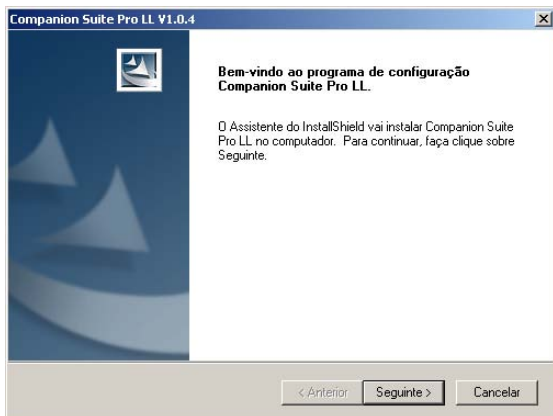 Companion Suite Pro LL V1.0.4
Bem-vindo ao programa de configuração
Companion Suite Pro LL.
O Assistente do InstallShield vai instalar Companion Suite
Pro LL no computador. Para continuar, faça clique sobre
Seguinte.
< Anterior
Seguinte >
Cancelar